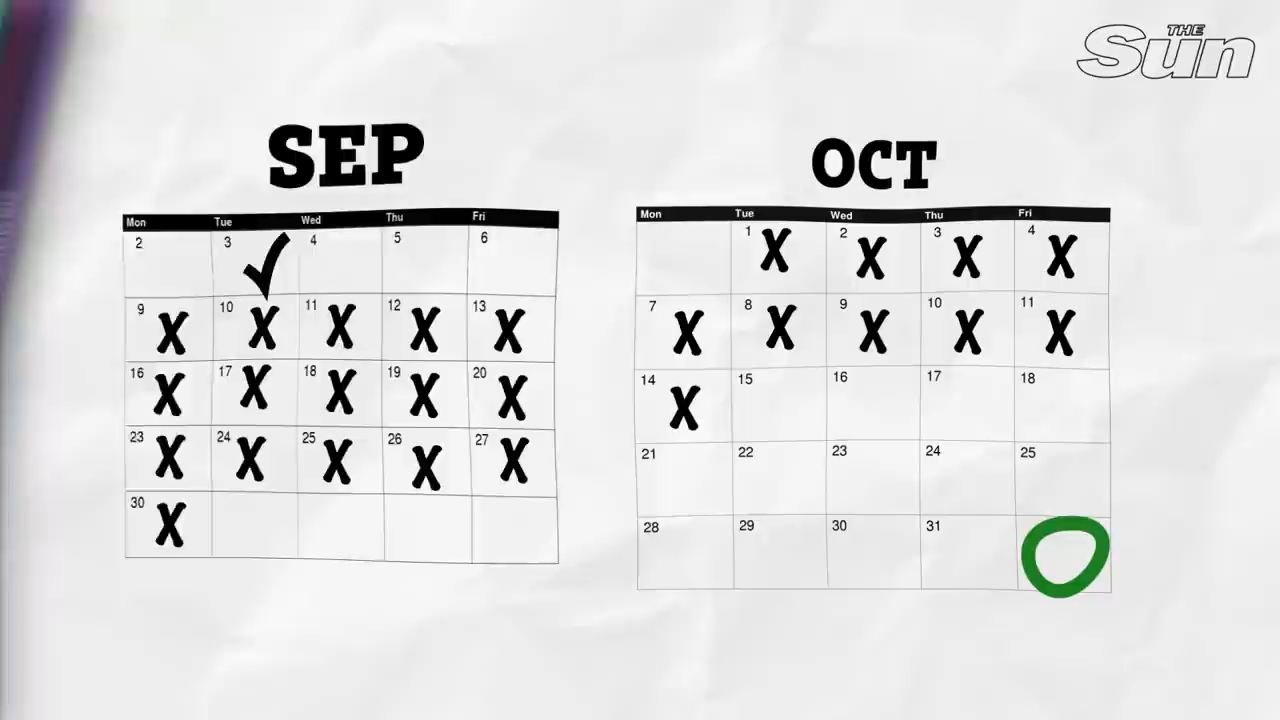 THE
Sun
SEP
Mon Tue Wed Thu Fri
2 3 4 5 6
9 10 11 12 13
X X X X X
16 17 18 19 20
X X X X X
23 24 25 26 27
X X X X X
30
X
OCT
Mon Tue Wed Thu Fri
1 2 3 4
X X X X
7 8 9 10 11
X X X X X
14 15 16 17 18
X
21 22 23 24 25
28 29 30 31